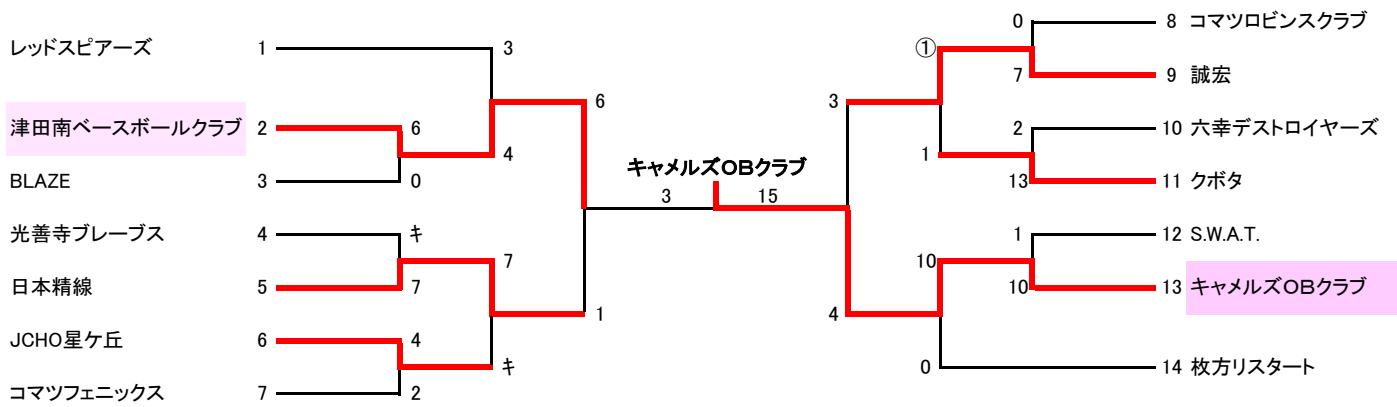 レッドスピアーズ 1 3
津田南ベースボールクラブ 2 6
4
BLAZE 3 0
6
光善寺ブレーブス 4 キ
7
日本精線 5 7
1
JCHO星ケ丘 6 4
キ
コマツフェニックス 7 2
キャメルズOBクラブ
3 15
0 8 コマツロビンスクラブ
①
7 9 誠宏
3
2 10 六幸デストロイヤーズ
1
13 11 クボタ
1 12 S.W.A.T.
10
10 13 キャメルズOBクラブ
4
0 14 枚方リスタート